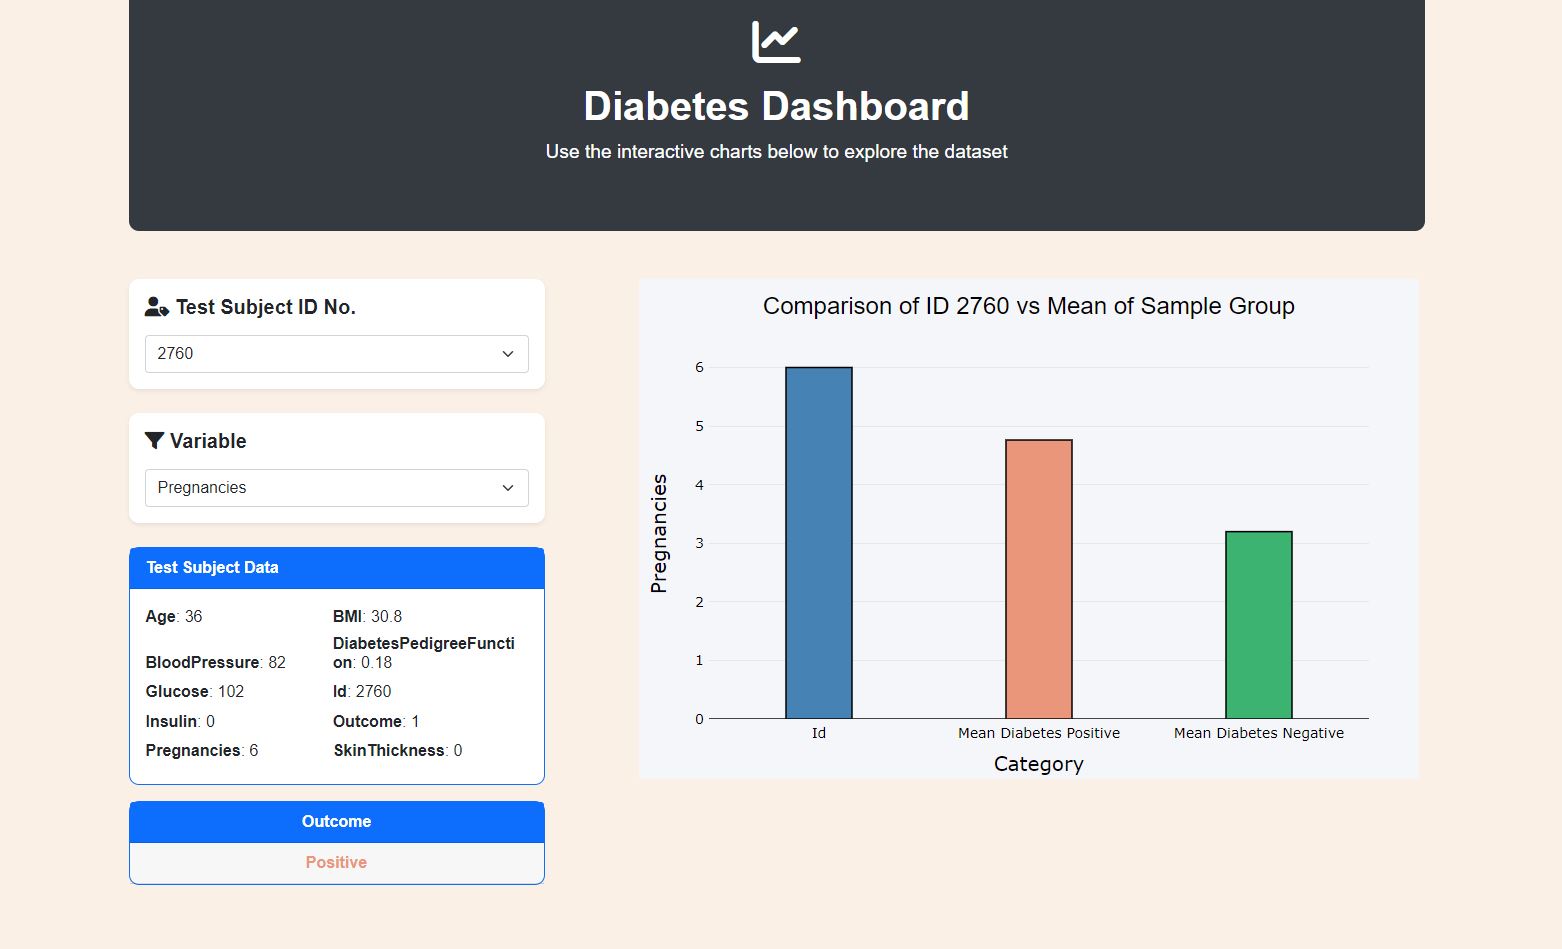 Diabetes Dashboard
Use the interactive charts below to explore the dataset
Test Subject ID No.
2760
Variable
Pregnancies
Test Subject Data
Age: 36
BMI: 30.8
BloodPressure: 82
DiabetesPedigreeFuncti
on: 0.18
Glucose: 102
Id: 2760
Insulin: 0
Outcome: 1
Pregnancies: 6
SkinThickness: 0
Outcome
Positive
Comparison of ID 2760 vs Mean of Sample Group
Pregnancies
6
5
4
3
2
1
0
Id
Mean Diabetes Positive
Mean Diabetes Negative
Category